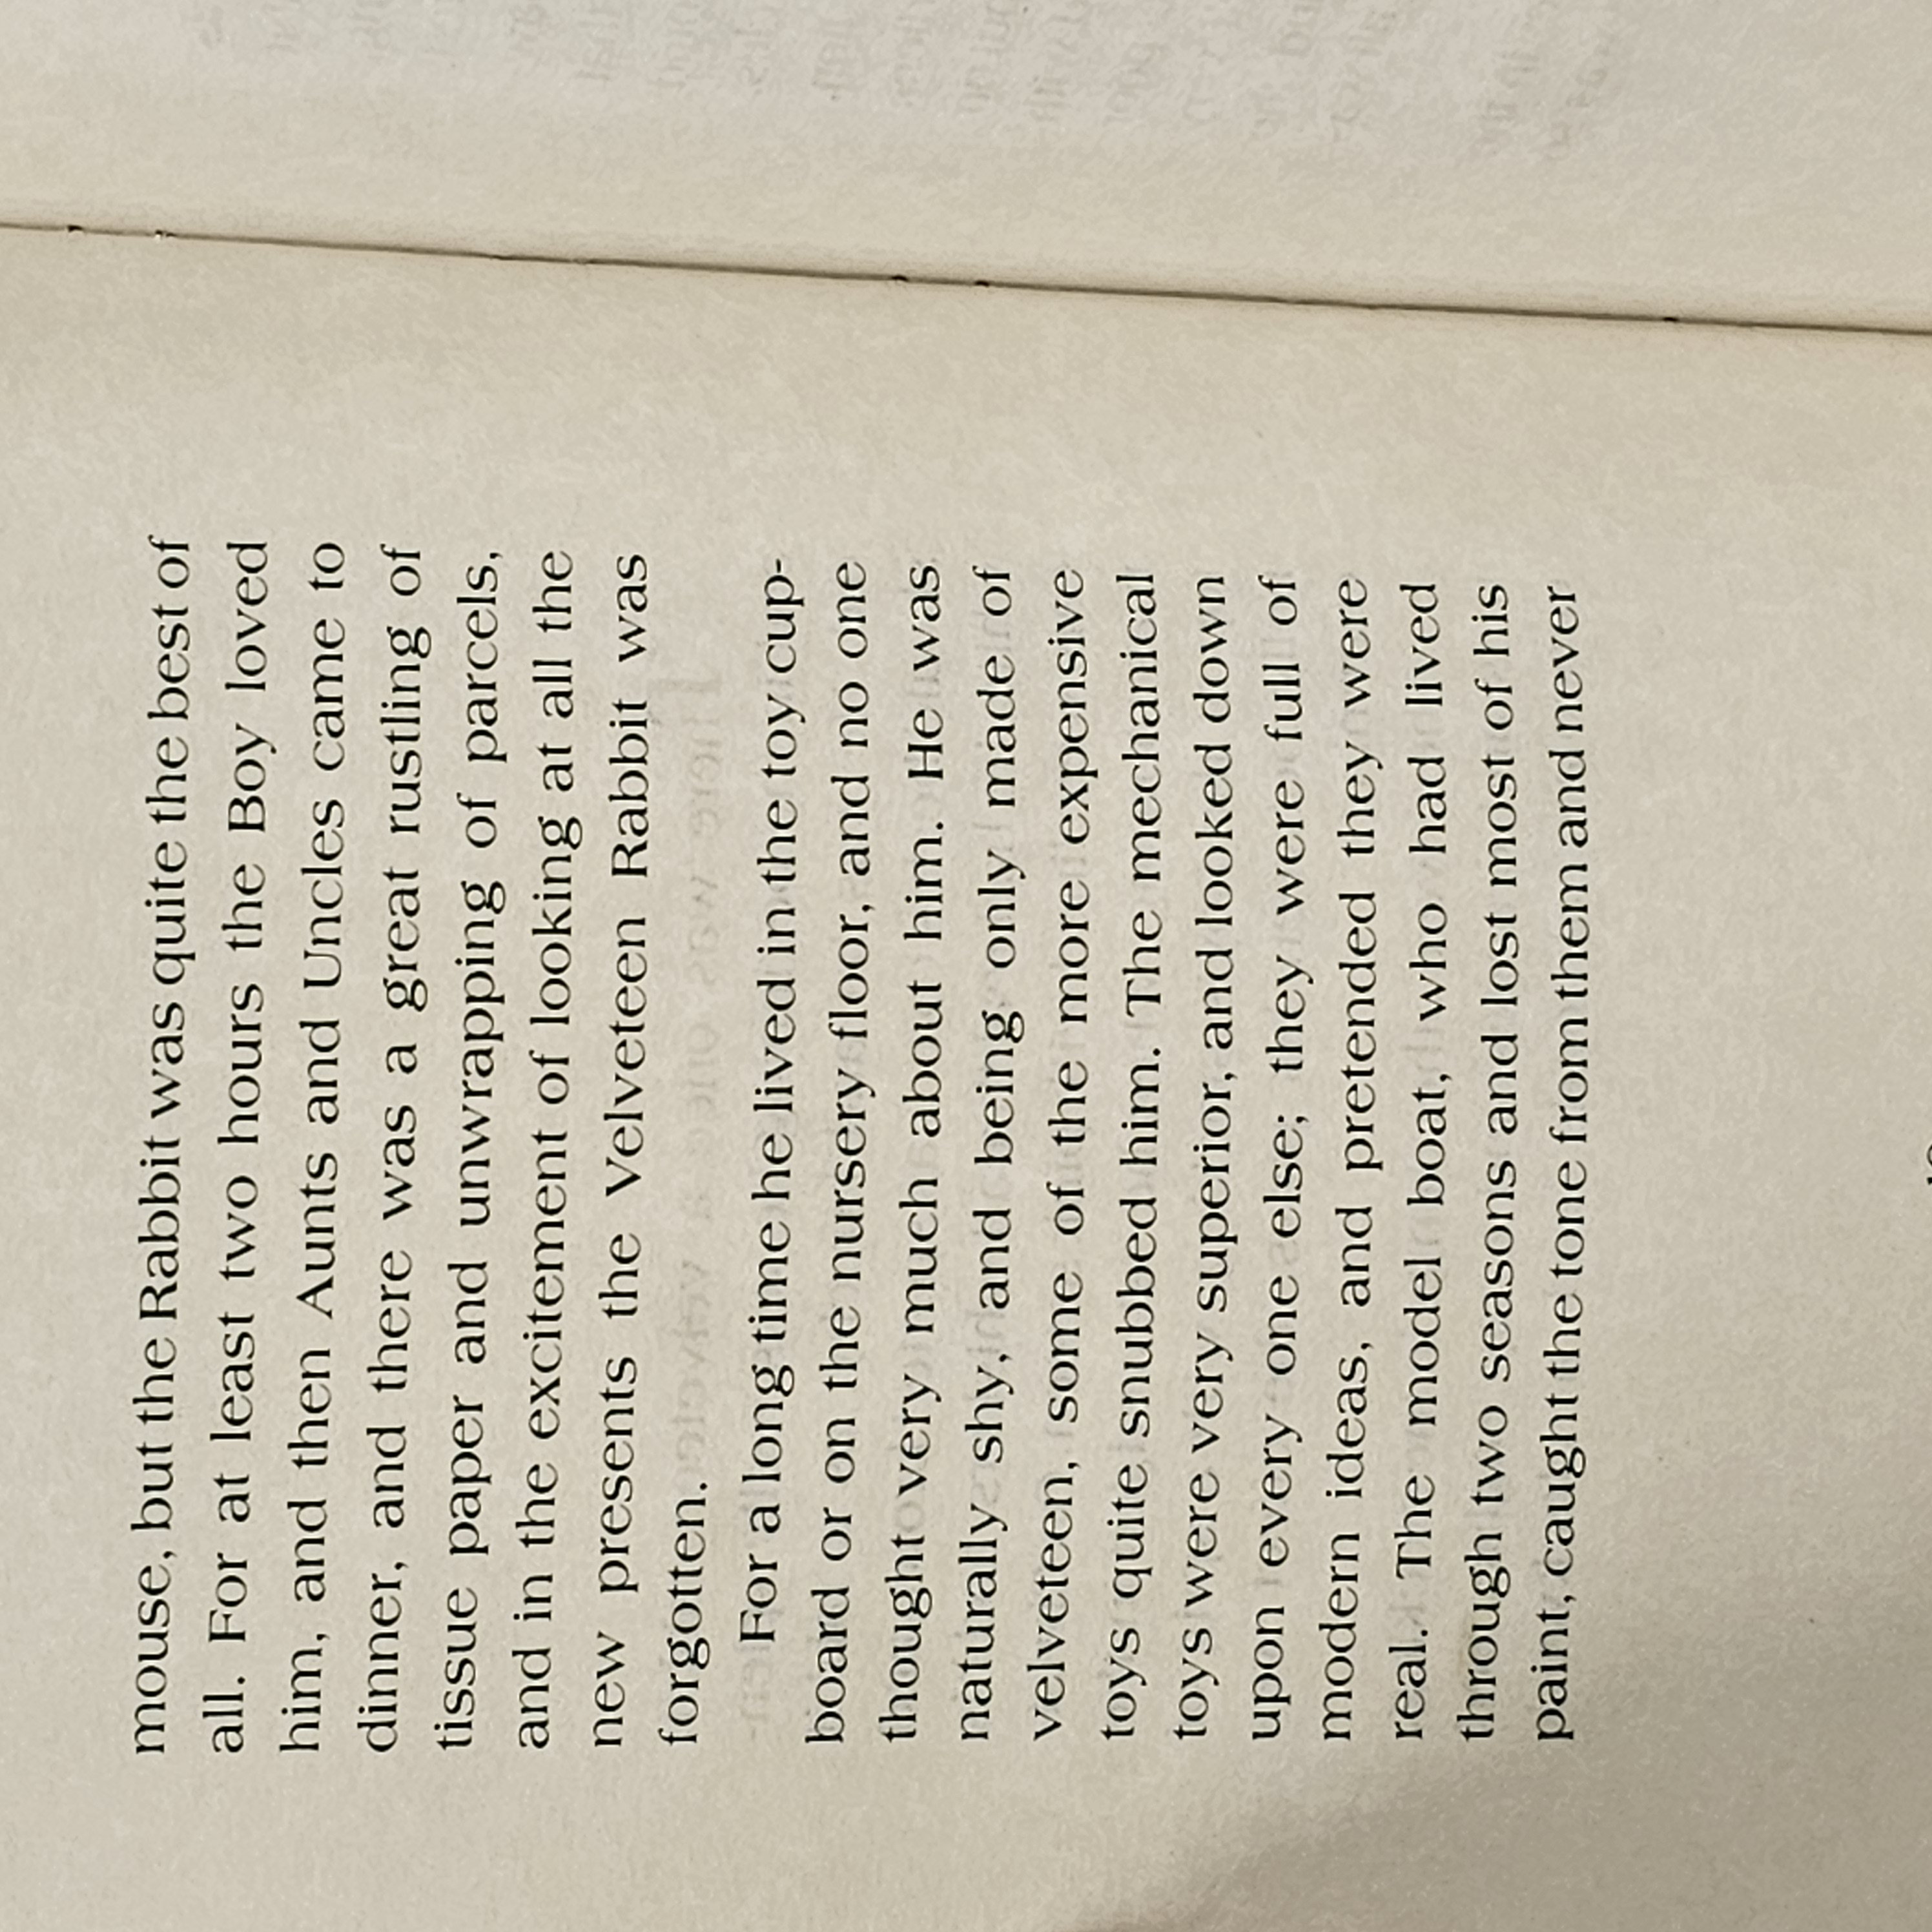 mouse, but the Rabbit was quite the best of
all. For at least two hours the Boy loved
him, and then Aunts and Uncles came to
dinner, and there was a great rustling of
tissue paper and unwrapping of parcels,
and in the excitement of looking at all the
new presents the Velveteen Rabbit was
forgotten.
For a long time he lived in the toy cup-
board or on the nursery floor, and no one
thought very much about him. He was
naturally shy, and being only made of
velveteen, some of the more expensive
toys quite snubbed him. The mechanical
toys were very superior, and looked down
upon every one else; they were full of
modern ideas, and pretended they were
real. The model boat, who had lived
through two seasons and lost most of his
paint, caught the tone from them and never